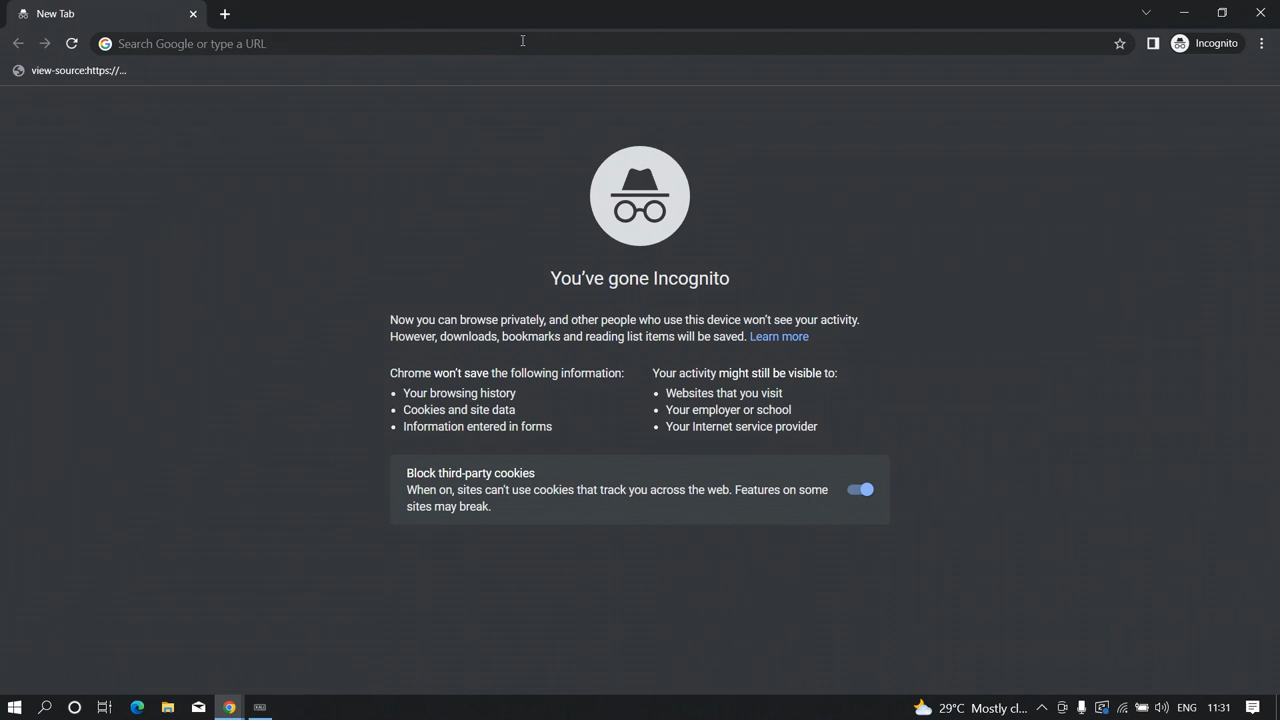 New Tab
Search Google or type a URL
Incognito
view-source:https://...
You've gone Incognito
Now you can browse privately, and other people who use this device won't see your activity.
However, downloads, bookmarks and reading list items will be saved. Learn more
Chrome won't save the following information:
Your browsing history
Cookies and site data
Information entered in forms
Your activity might still be visible to:
Websites that you visit
Your employer or school
Your Internet service provider
Block third-party cookies
When on, sites can't use cookies that track you across the web. Features on some
sites may break.
29°C Mostly cl... ENG 11:31